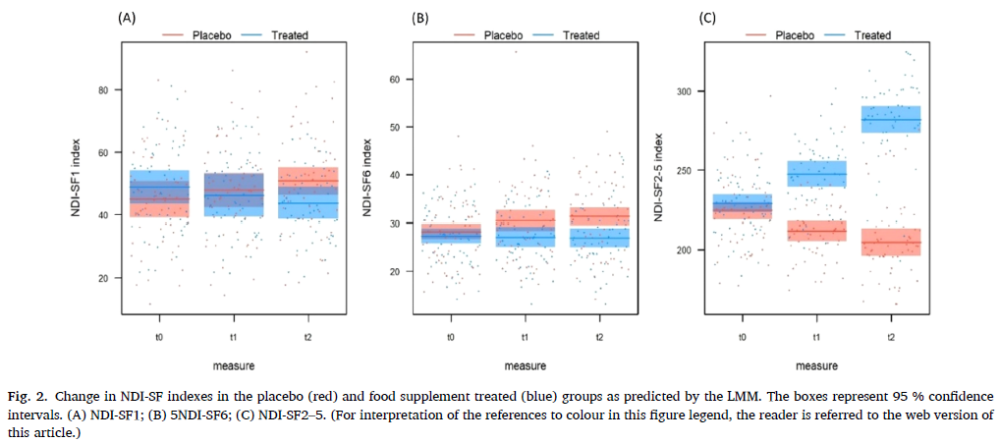 (A) (B) (C)
Placebo Treated Placebo Treated Placebo Treated
NDI-SF1 index
80
60
40
20
t0 t1 t2
measure
NDI-SF6 index
60
50
40
30
20
t0 t1 t2
measure
NDI-SF2-5 index
300
250
200
t0 t1 t2
measure
Fig. 2. Change in NDI-SF indexes in the placebo (red) and food supplement treated (blue) groups as predicted by the LMM. The boxes represent 95 % confidence
intervals. (A) NDI-SF1; (B) 5NDI-SF6; (C) NDI-SF2–5. (For interpretation of the references to colour in this figure legend, the reader is referred to the web version of
this article.)